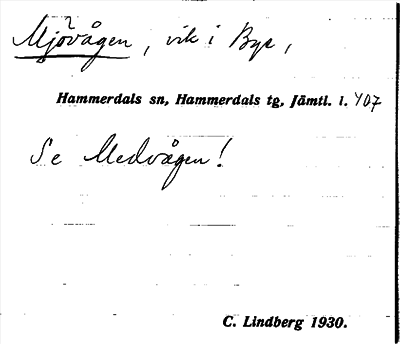 Mjövågen, vik i Bye,
Hammerdals sn, Hammerdals tg, Jämtl. l. 407
Se Medvågen!
C. Lindberg 1930.